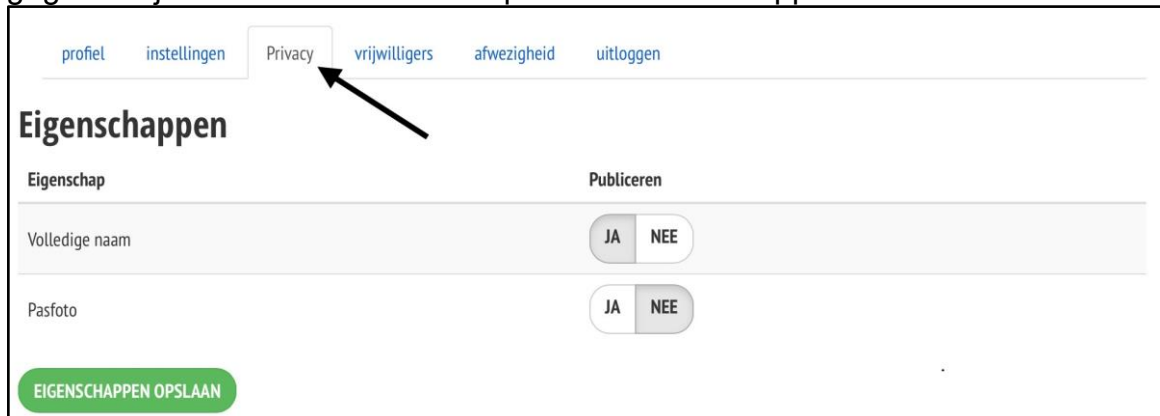 profiel instellingen Privacy vrijwilligers afwezigheid uitloggen
Eigenschappen
Eigenschap Publiceren
Volledige naam JA NEE
Pasfoto JA NEE
EIGENSCHAPPEN OPSLAAN